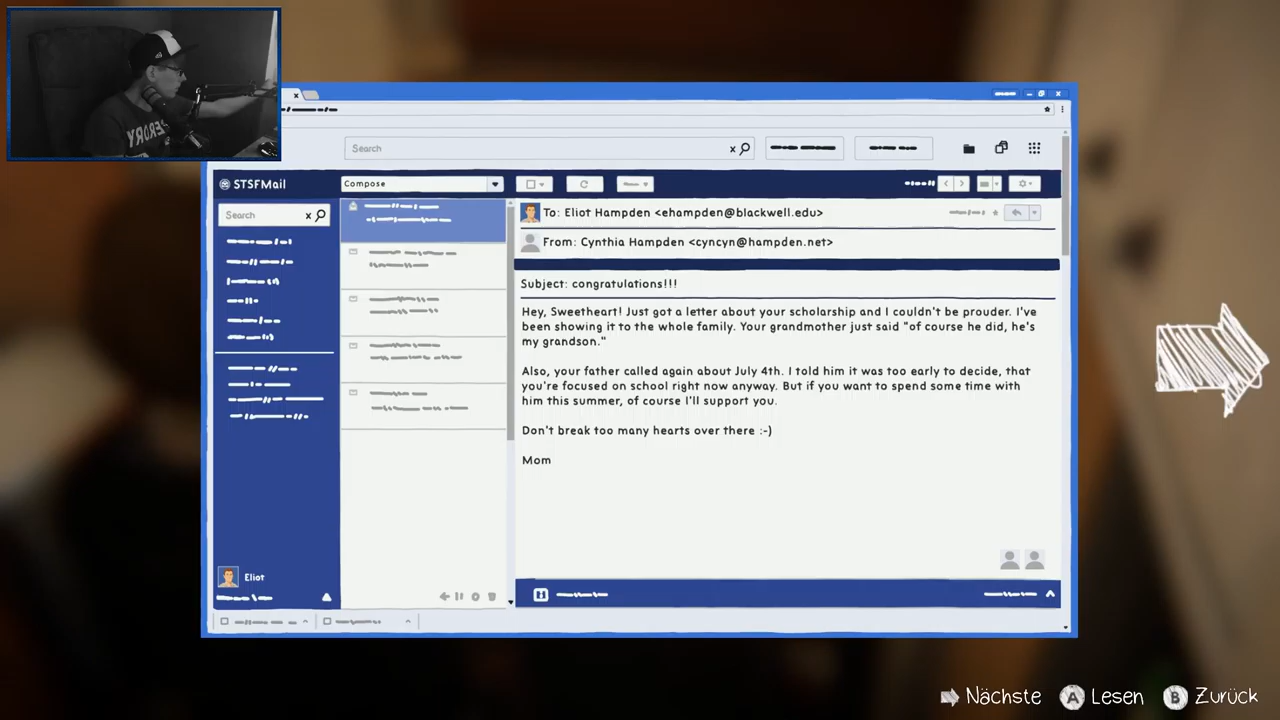 Search
STSFMail
Compose
Search
To: Eliot Hampden <ehampden@blackwell.edu>
From: Cynthia Hampden <cyncyn@hampden.net>
Subject: congratulations!!!
Hey, Sweetheart! Just got a letter about your scholarship and I couldn't be prouder. I've
been showing it to the whole family. Your grandmother just said "of course he did, he's
my grandson."
Also, your father called again about July 4th. I told him it was too early to decide, that
you're focused on school right now anyway. But if you want to spend some time with
him this summer, of course I'll support you.
Don't break too many hearts over there :-)
Mom
Eliot
Nächste
A Lesen
B Zurück